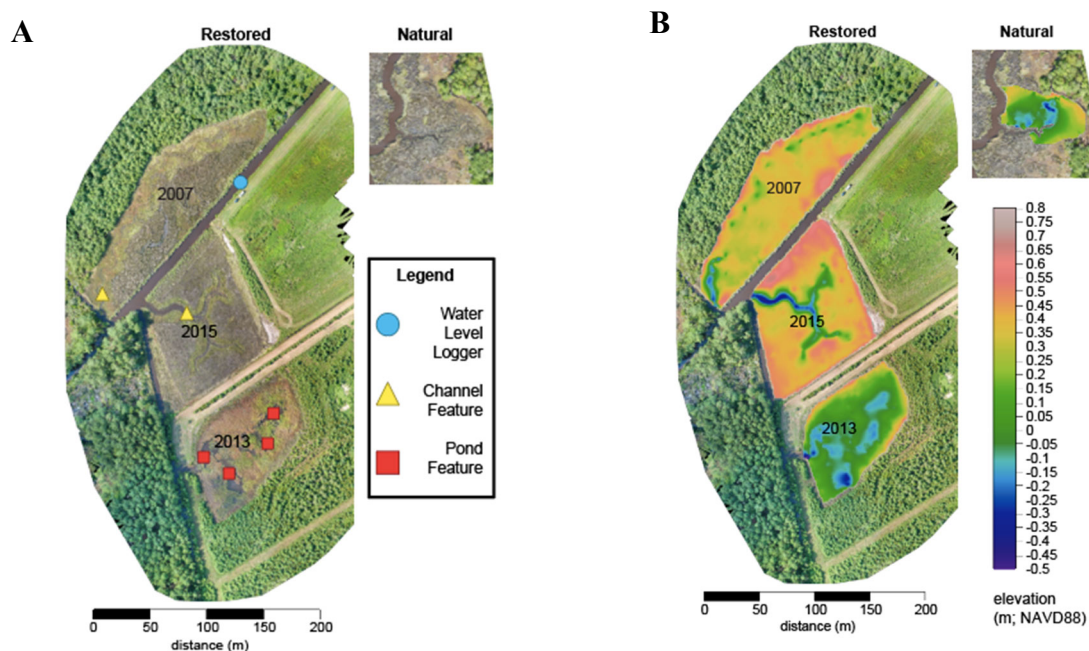 A
Restored
Natural
2007
2015
2013
Legend
Water
Level
Logger
Channel
Feature
Pond
Feature
0 50 100 150 200
distance (m)
B
Restored
Natural
2007
2015
2013
0.8
0.75
0.7
0.65
0.6
0.55
0.5
0.45
0.4
0.35
0.3
0.25
0.2
0.15
0.1
0.05
0
-0.05
-0.1
-0.15
-0.2
-0.25
-0.3
-0.35
-0.4
-0.45
-0.5
elevation
(m; NAVD88)
0 50 100 150 200
distance (m)